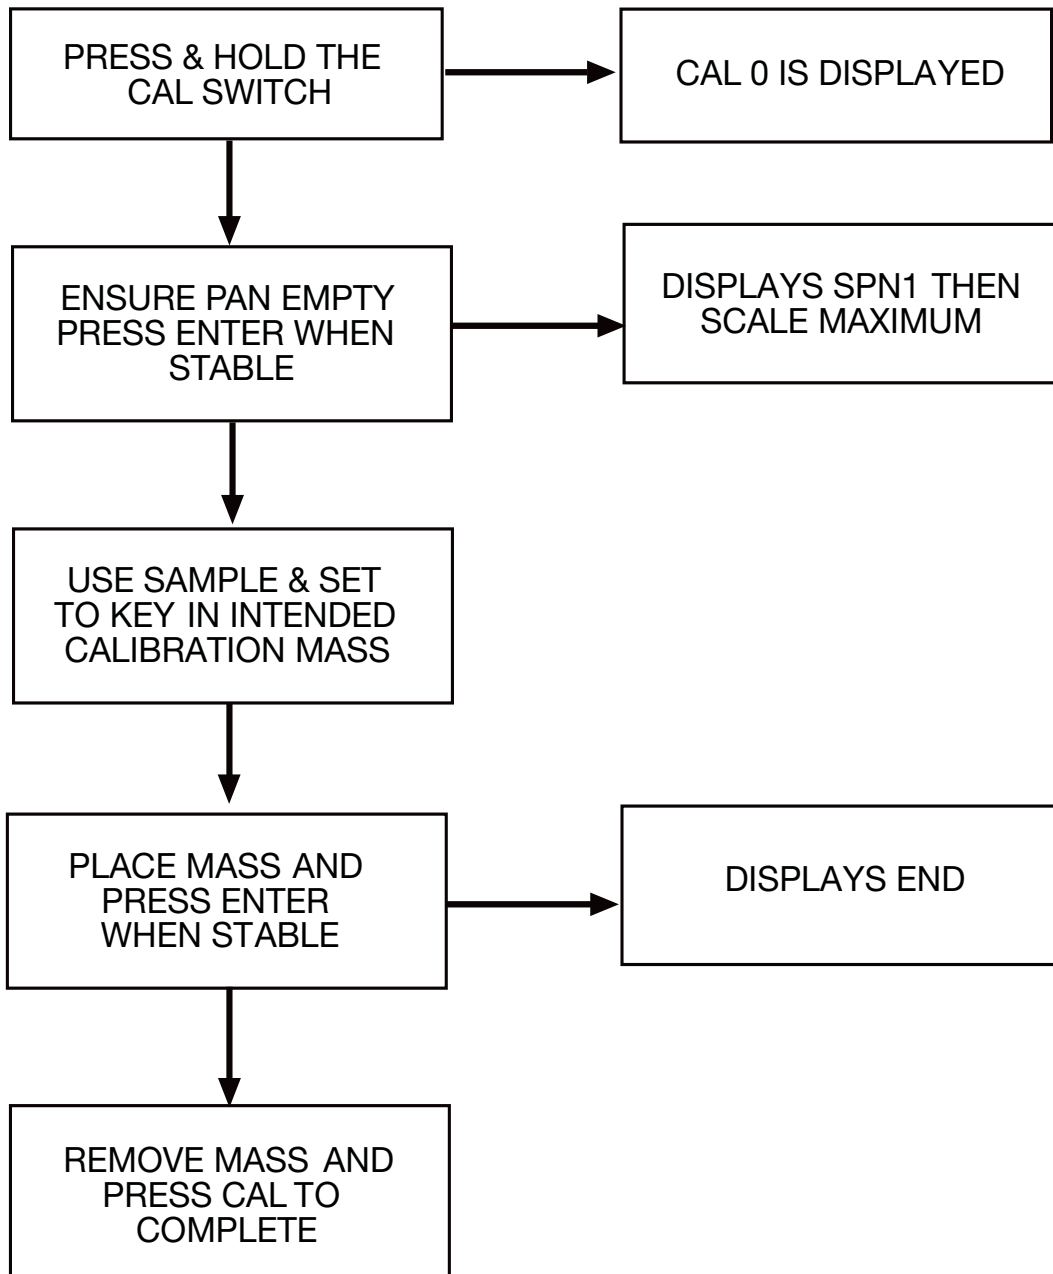 PRESS & HOLD THE
CAL SWITCH
CAL 0 IS DISPLAYED
ENSURE PAN EMPTY
PRESS ENTER WHEN
STABLE
DISPLAYS SPN1 THEN
SCALE MAXIMUM
USE SAMPLE & SET
TO KEY IN INTENDED
CALIBRATION MASS
PLACE MASS AND
PRESS ENTER
WHEN STABLE
DISPLAYS END
REMOVE MASS AND
PRESS CAL TO
COMPLETE